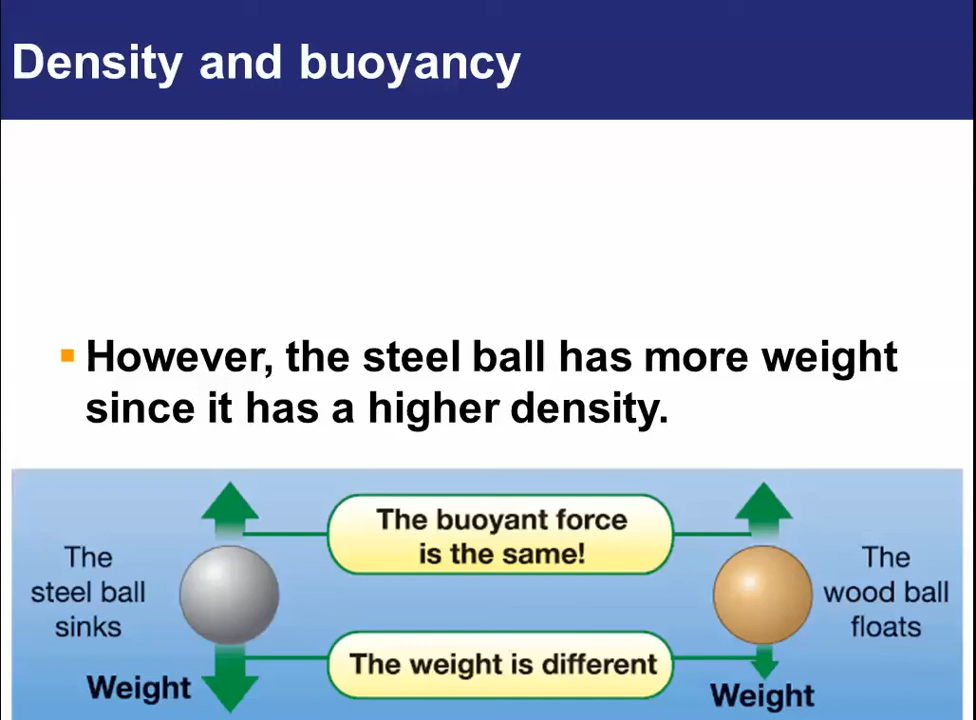 Density and buoyancy
However, the steel ball has more weight
since it has a higher density.
The buoyant force
is the same!
The
steel ball
sinks
The
wood ball
floats
The weight is different
Weight
Weight